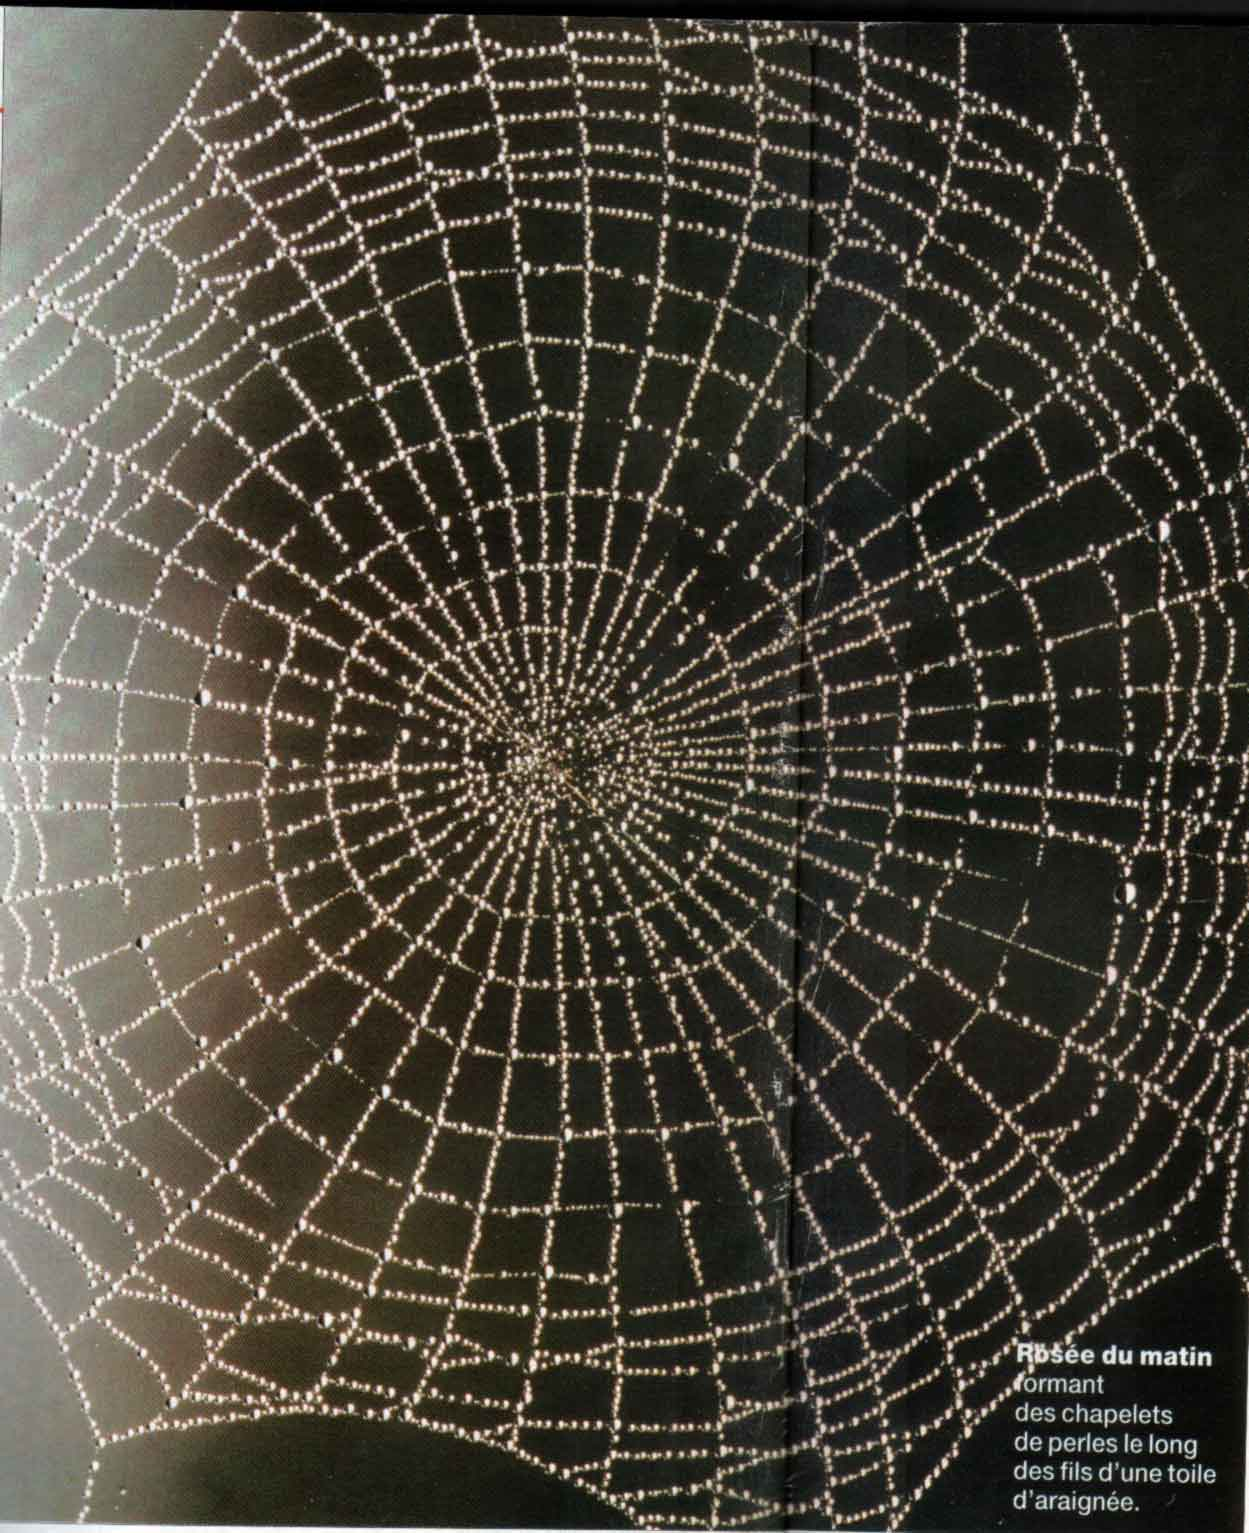 Rosée du matin
formant
des chapelets
de perles le long
des fils d'une toile
d'araignée.